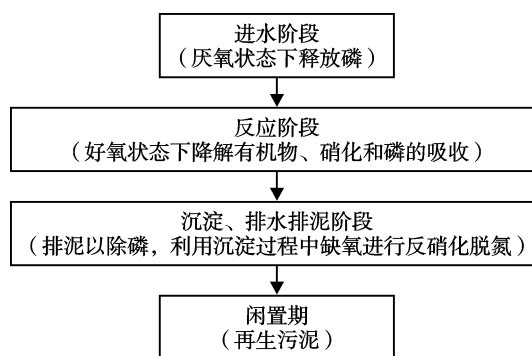 进水阶段
（厌氧状态下释放磷）
反应阶段
（好氧状态下降解有机物、硝化和磷的吸收）
沉淀、排水排泥阶段
（排泥以除磷，利用沉淀过程中缺氧进行反硝化脱氮）
闲置期
（再生污泥）